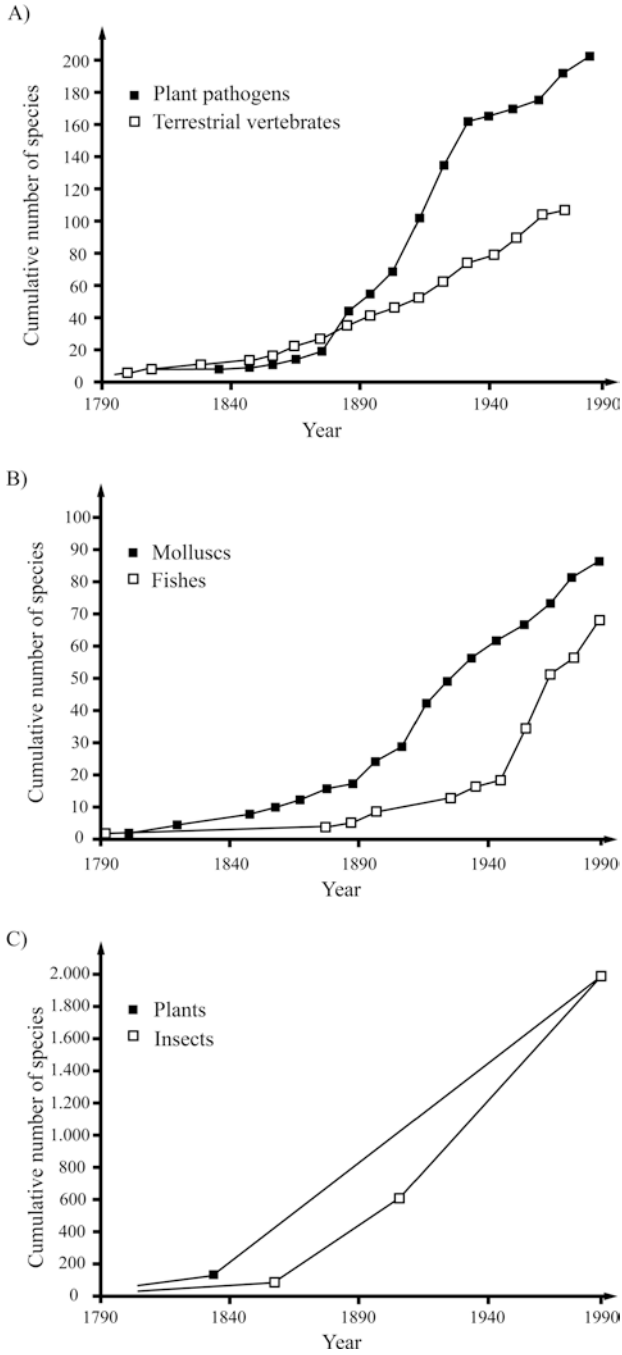 A)
Cumulative number of species
200
180
160
140
120
100
80
60
40
20
0
Plant pathogens
Terrestrial vertebrates
1790 1840 1890 1940 1990
Year
B)
Cumulative number of species
100
90
80
70
60
50
40
30
20
10
0
Molluscs
Fishes
1790 1840 1890 1940 1990
Year
C)
Cumulative number of species
2.000
1.800
1.600
1.400
1.200
1.000
800
600
400
200
0
Plants
Insects
1790 1840 1890 1940 1990
Year